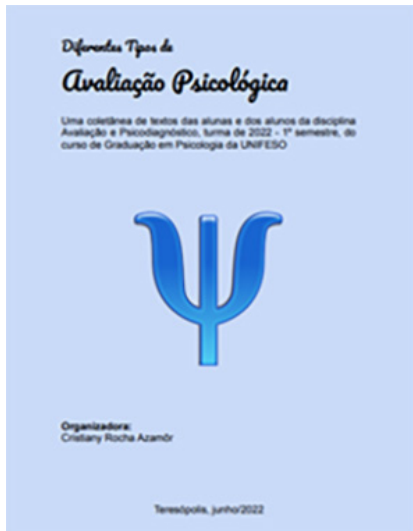 Diferentes Tipos de
Avaliação Psicológica
Uma coletânea de textos das alunas e dos alunos da disciplina
Avaliação e Psicodiagnóstico, turma de 2022 - 1º semestre, do
curso de Graduação em Psicologia da UNIFESO
Organizadora:
Cristiany Rocha Azamôr
Teresópolis, junho/2022